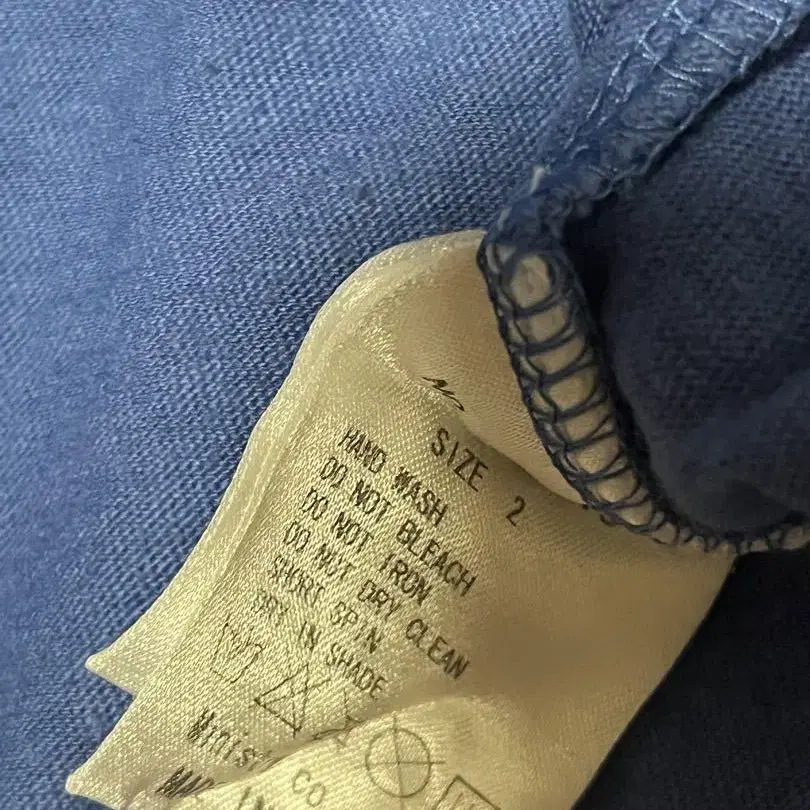 SIZE 2
HAND WASH
DO NOT BLEACH
DO NOT IRON
DO NOT DRY CLEAN
SHORT SPIN
DRY IN SHADE
CO